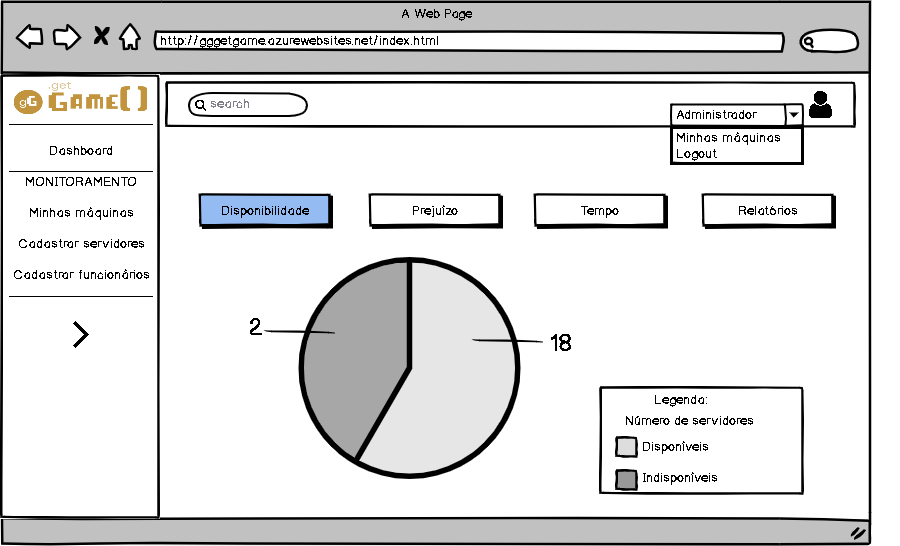 A Web Page
http://gggetgame.azurewebsites.net/index.html
gG
.get
GAME()
search
Administrador
Minhas máquinas
Logout
Dashboard
MONITORAMENTO
Minhas máquinas
Cadastrar servidores
Cadastrar funcionários
Disponibilidade
Prejuízo
Tempo
Relatórios
2
18
Legenda:
Número de servidores
Disponíveis
Indisponíveis